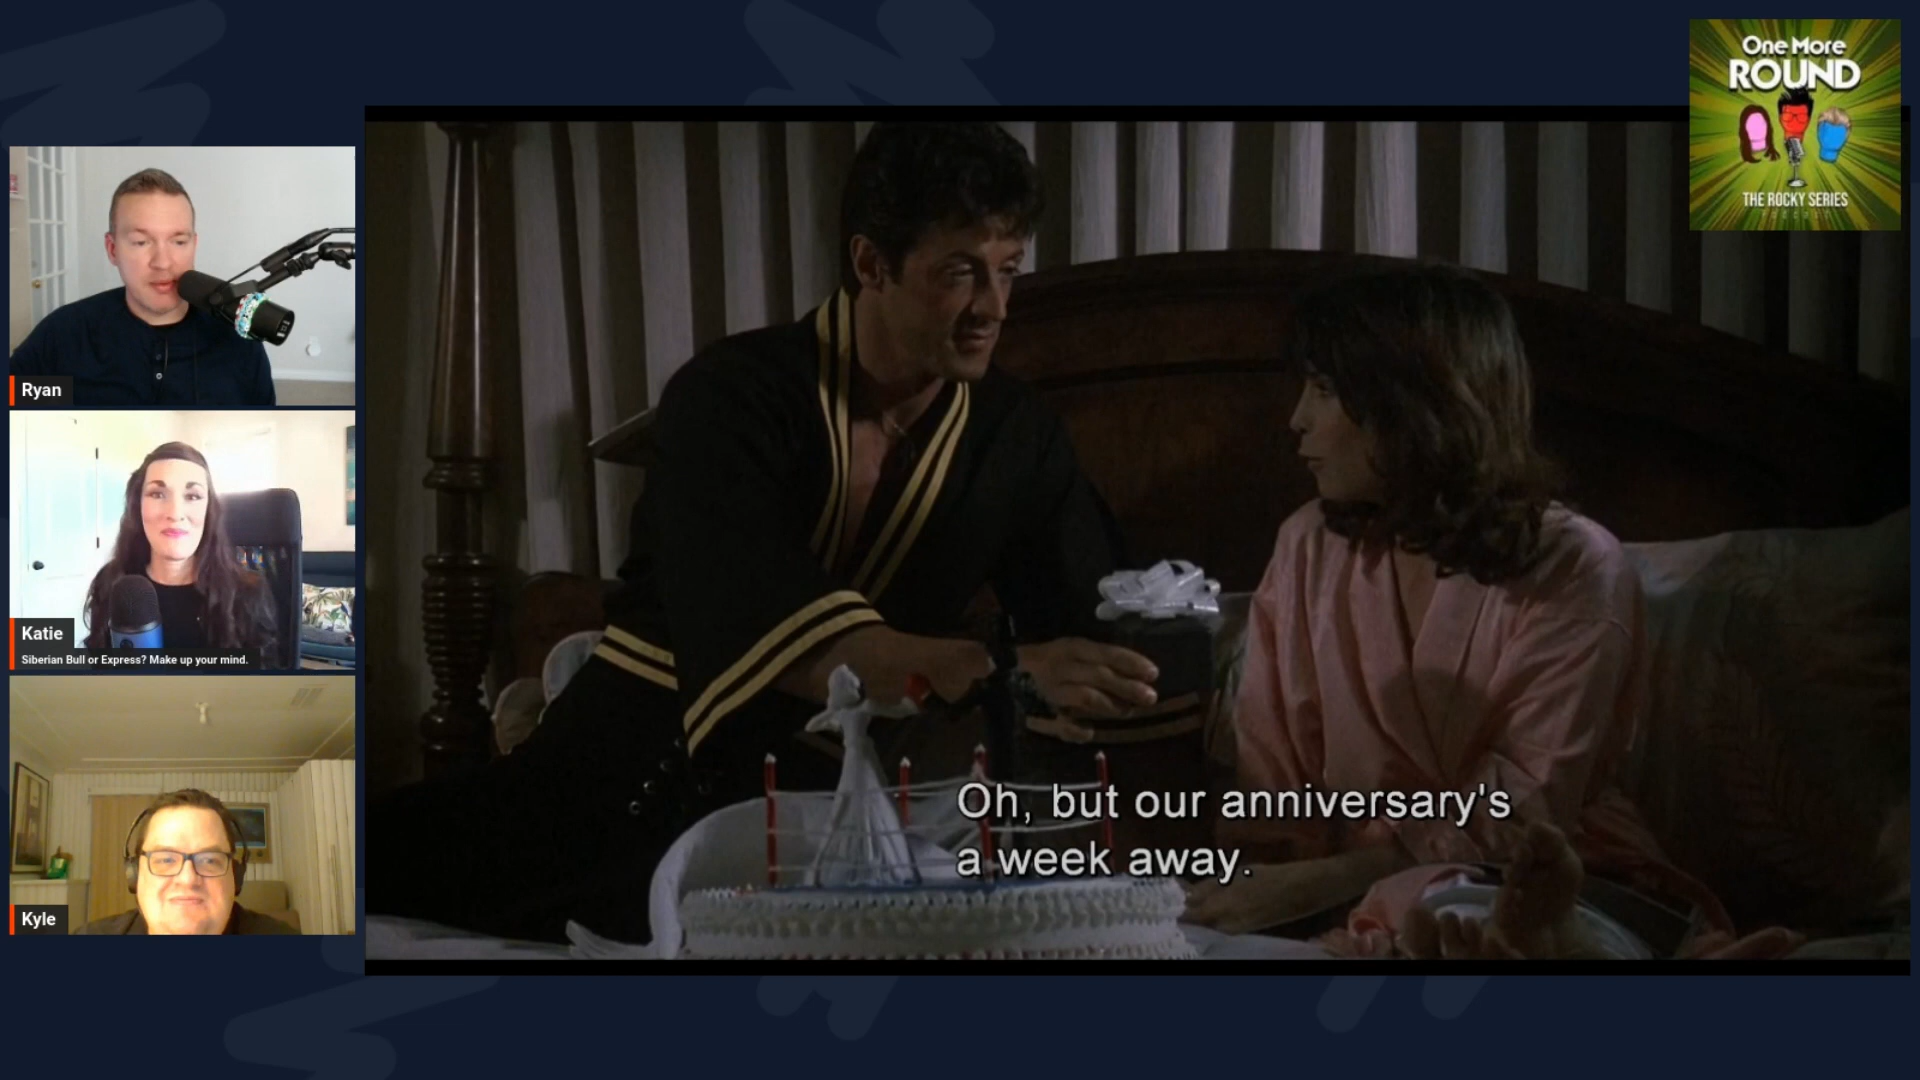 One More
ROUND
THE ROCKY SERIES
PODCAST
Ryan
Katie
Siberian Bull or Express? Make up your mind.
Kyle
Oh, but our anniversary's
a week away.